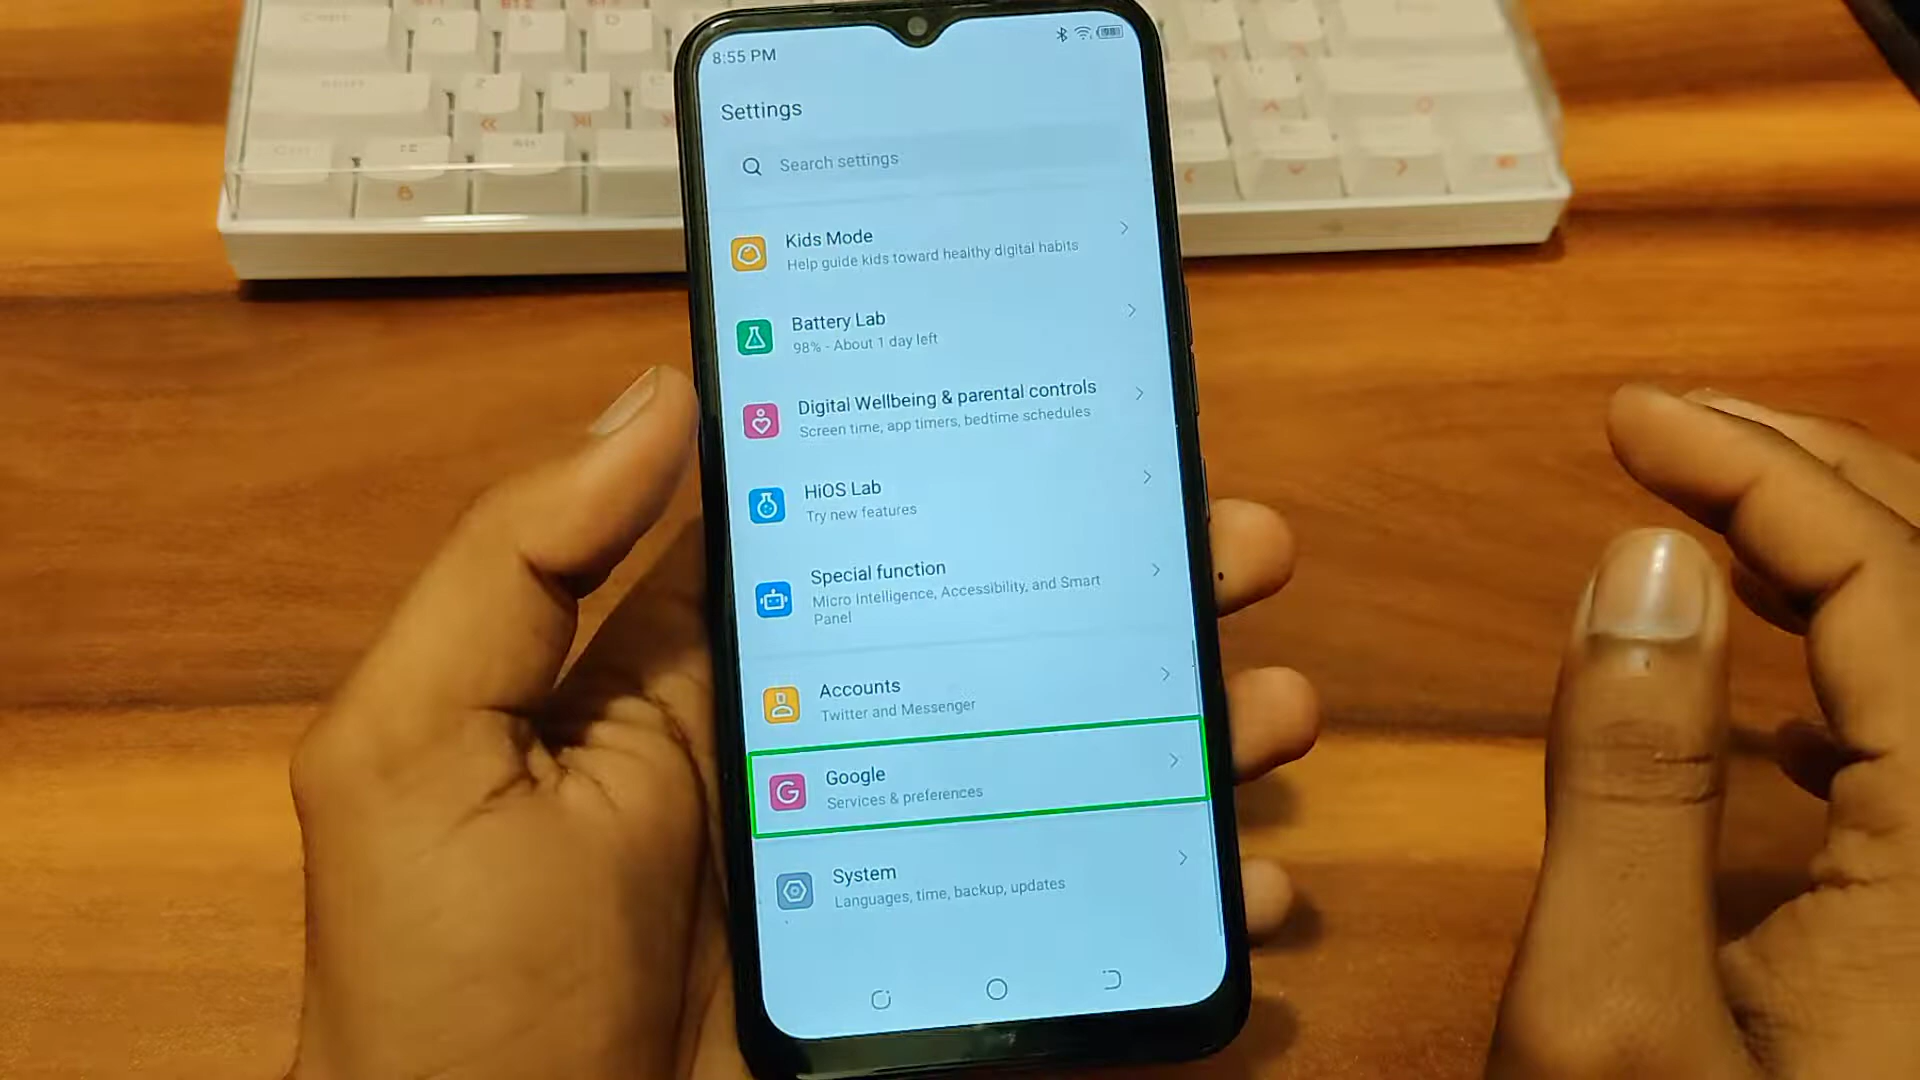 8:55 PM
Settings
Search settings
Kids Mode
Help guide kids toward healthy digital habits
Battery Lab
98% - About 1 day left
Digital Wellbeing & parental controls
Screen time, app timers, bedtime schedules
HiOS Lab
Try new features
Special function
Micro Intelligence, Accessibility, and Smart
Panel
Accounts
Twitter and Messenger
Google
Services & preferences
System
Languages, time, backup, updates